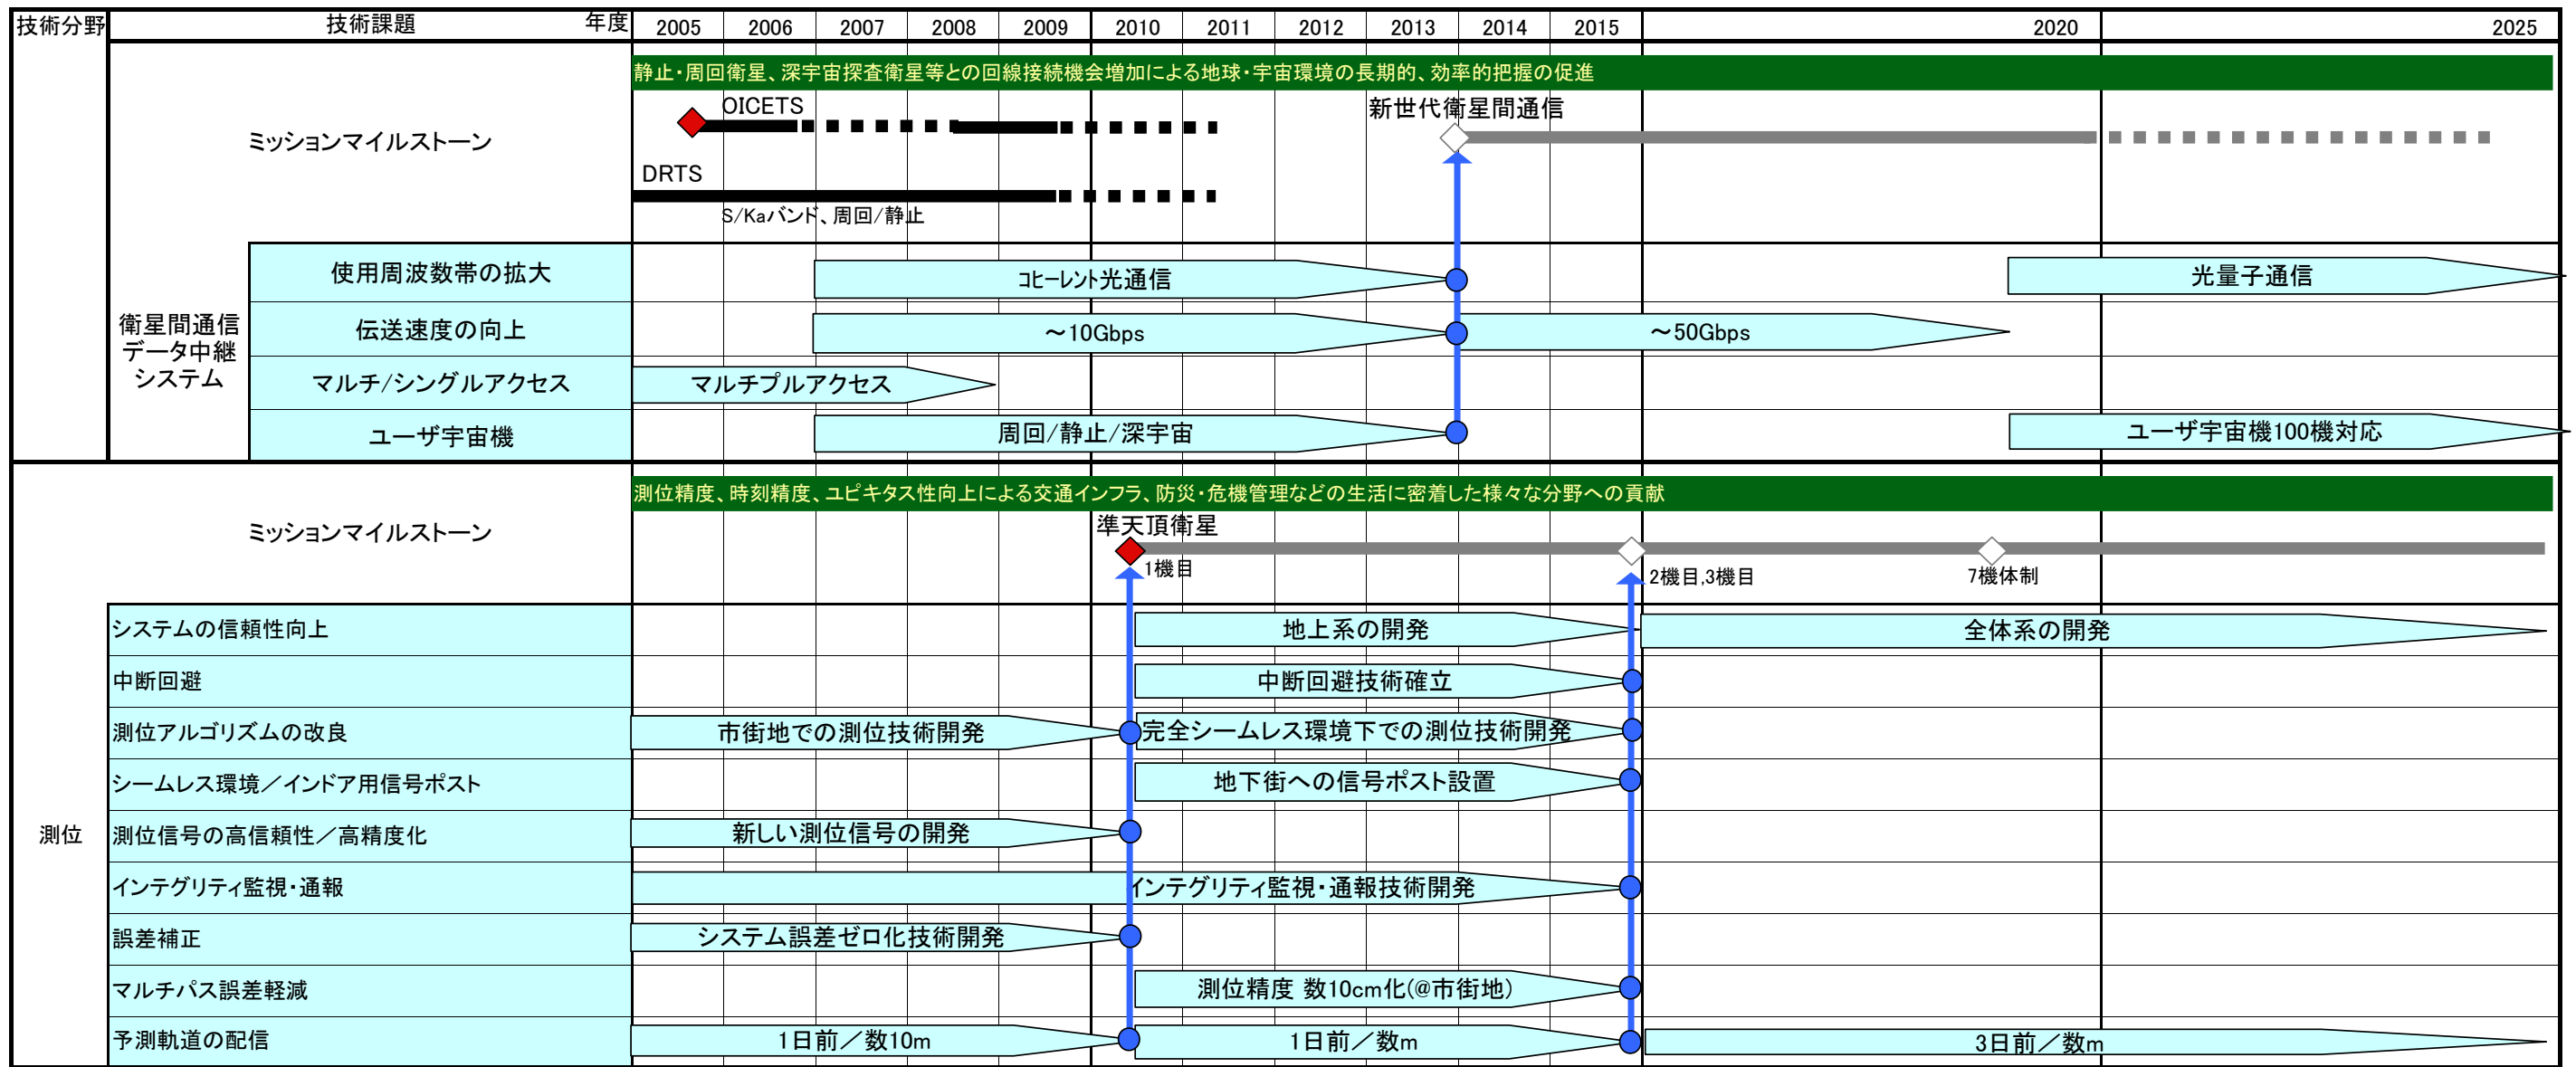 技術分野
技術課題
年度
2005
2006
2007
2008
2009
2010
2011
2012
2013
2014
2015
2020
2025
静止・周回衛星、深宇宙探査衛星等との回線接続機会増加による地球・宇宙環境の長期的、効率的把握の促進
ミッションマイルストーン
OICETS
新世代衛星間通信
DRTS
S/Kaバンド、周回/静止
衛星間通信
データ中継
システム
使用周波数帯の拡大
コヒーレント光通信
光量子通信
伝送速度の向上
～10Gbps
～50Gbps
マルチ/シングルアクセス
マルチプルアクセス
ユーザ宇宙機
周回/静止/深宇宙
ユーザ宇宙機100機対応
測位精度、時刻精度、ユビキタス性向上による交通インフラ、防災・危機管理などの生活に密着した様々な分野への貢献
ミッションマイルストーン
準天頂衛星
1機目
2機目,3機目
7機体制
測位
システムの信頼性向上
地上系の開発
全体系の開発
中断回避
中断回避技術確立
測位アルゴリズムの改良
市街地での測位技術開発
完全シームレス環境下での測位技術開発
シームレス環境／インドア用信号ポスト
地下街への信号ポスト設置
測位信号の高信頼性／高精度化
新しい測位信号の開発
インテグリティ監視・通報
インテグリティ監視・通報技術開発
誤差補正
システム誤差ゼロ化技術開発
マルチパス誤差軽減
測位精度 数10cm化(@市街地)
予測軌道の配信
1日前／数10m
1日前／数m
3日前／数m